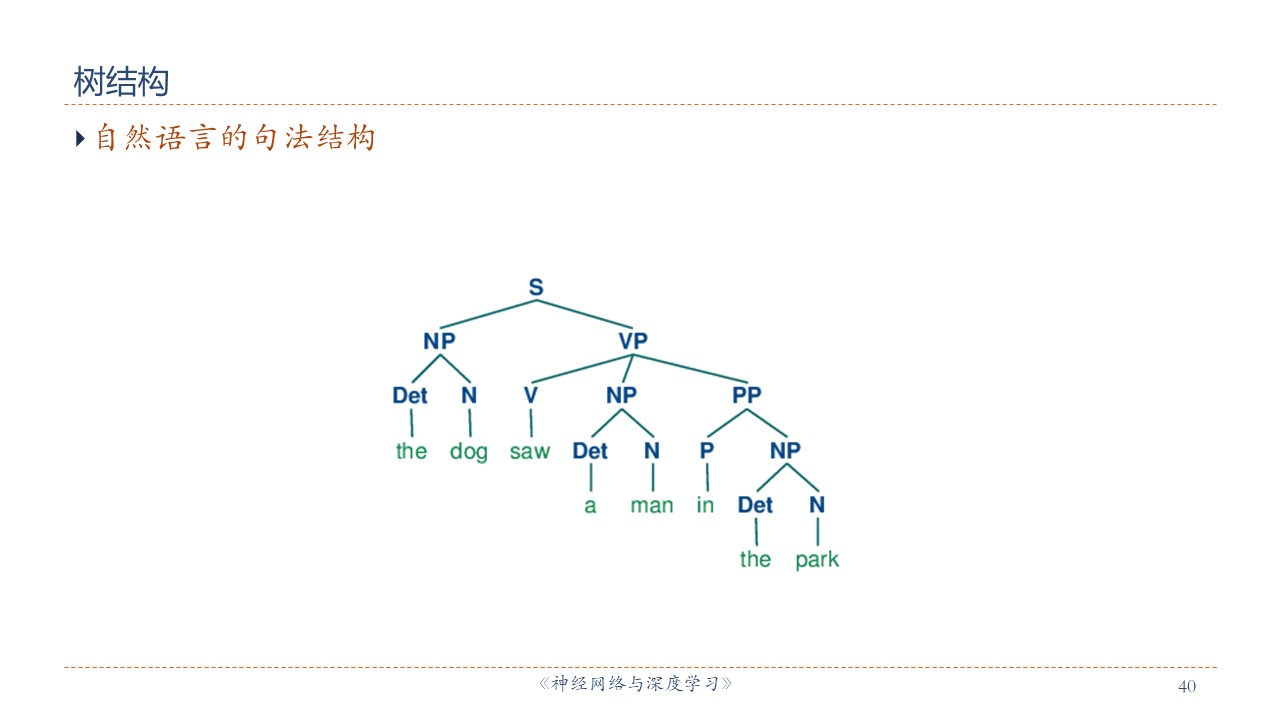 树结构
自然语言的句法结构
S
NP VP
Det N V NP PP
the dog saw Det N P NP
a man in Det N
the park
《神经网络与深度学习》
40